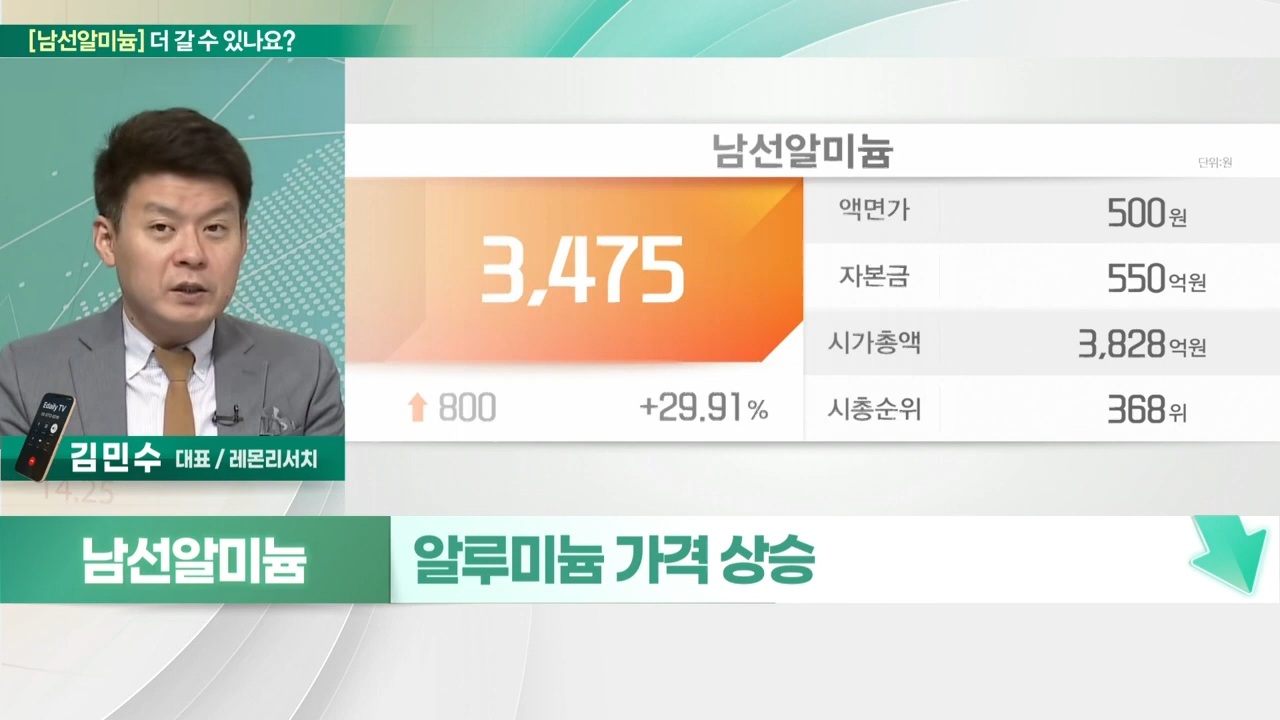 [남선알미늄] 더 갈 수 있나요?
남선알미늄
단위:원
3,475
800
+29.91%
액면가 500원
자본금 550억원
시가총액 3,828억원
시총순위 368위
Edaily TV
김민수 대표 / 레몬리서치
14.25
남선알미늄
알루미늄 가격 상승